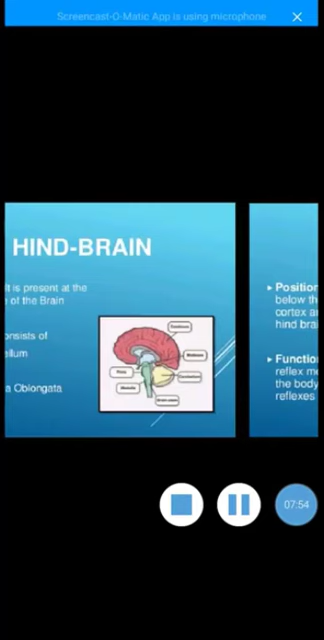 Screencast-O-Matic App is using microphone
HIND-BRAIN
It is present at the
of the Brain
onsists of
ellum
a Oblongata
Cerebrum
Midbrain
Pons
Cerebellum
Medulla
Brain stem
▸ Position
below th
cortex a
hind brai
▸ Functio
reflex m
the body
reflexes
07:54